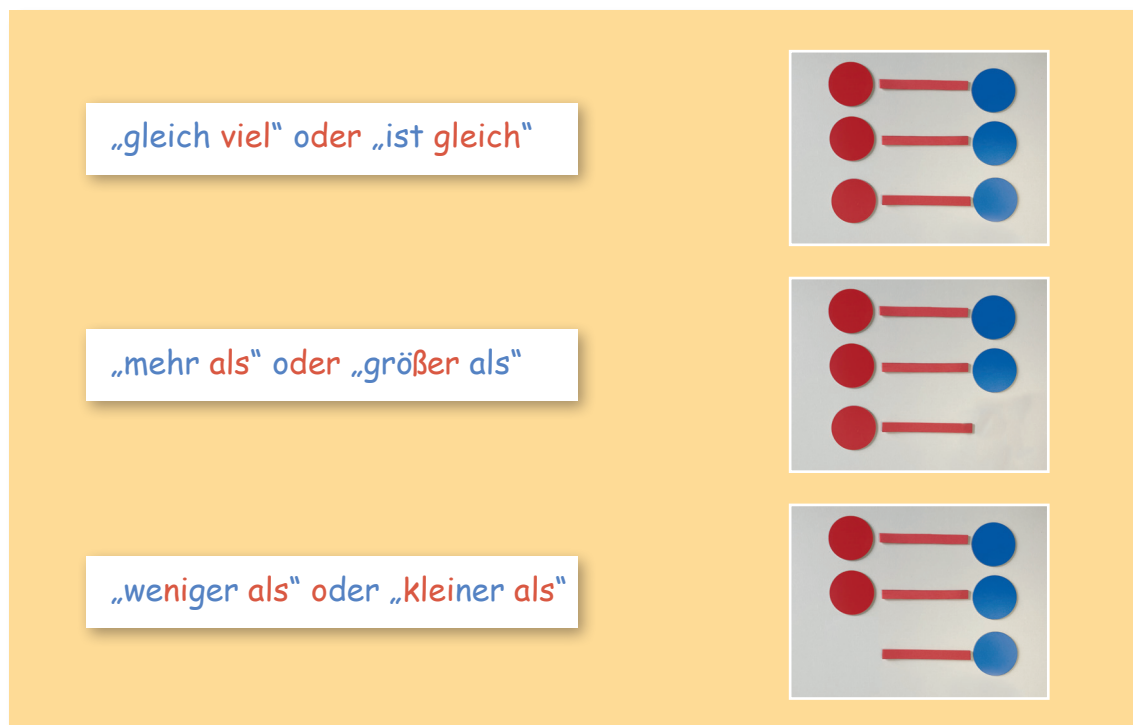 „gleich viel“ oder „ist gleich“
„mehr als“ oder „größer als“
„weniger als“ oder „kleiner als“